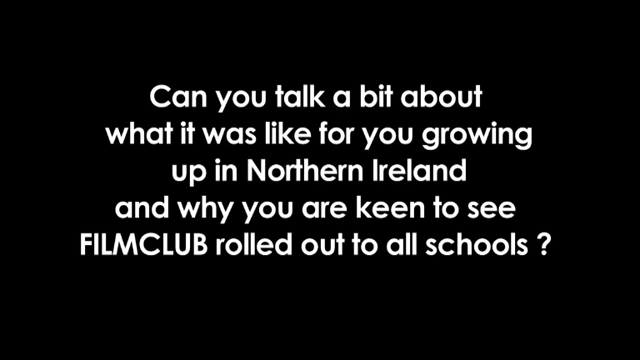 Can you talk a bit about
what it was like for you growing
up in Northern Ireland
and why you are keen to see
FILMCLUB rolled out to all schools ?